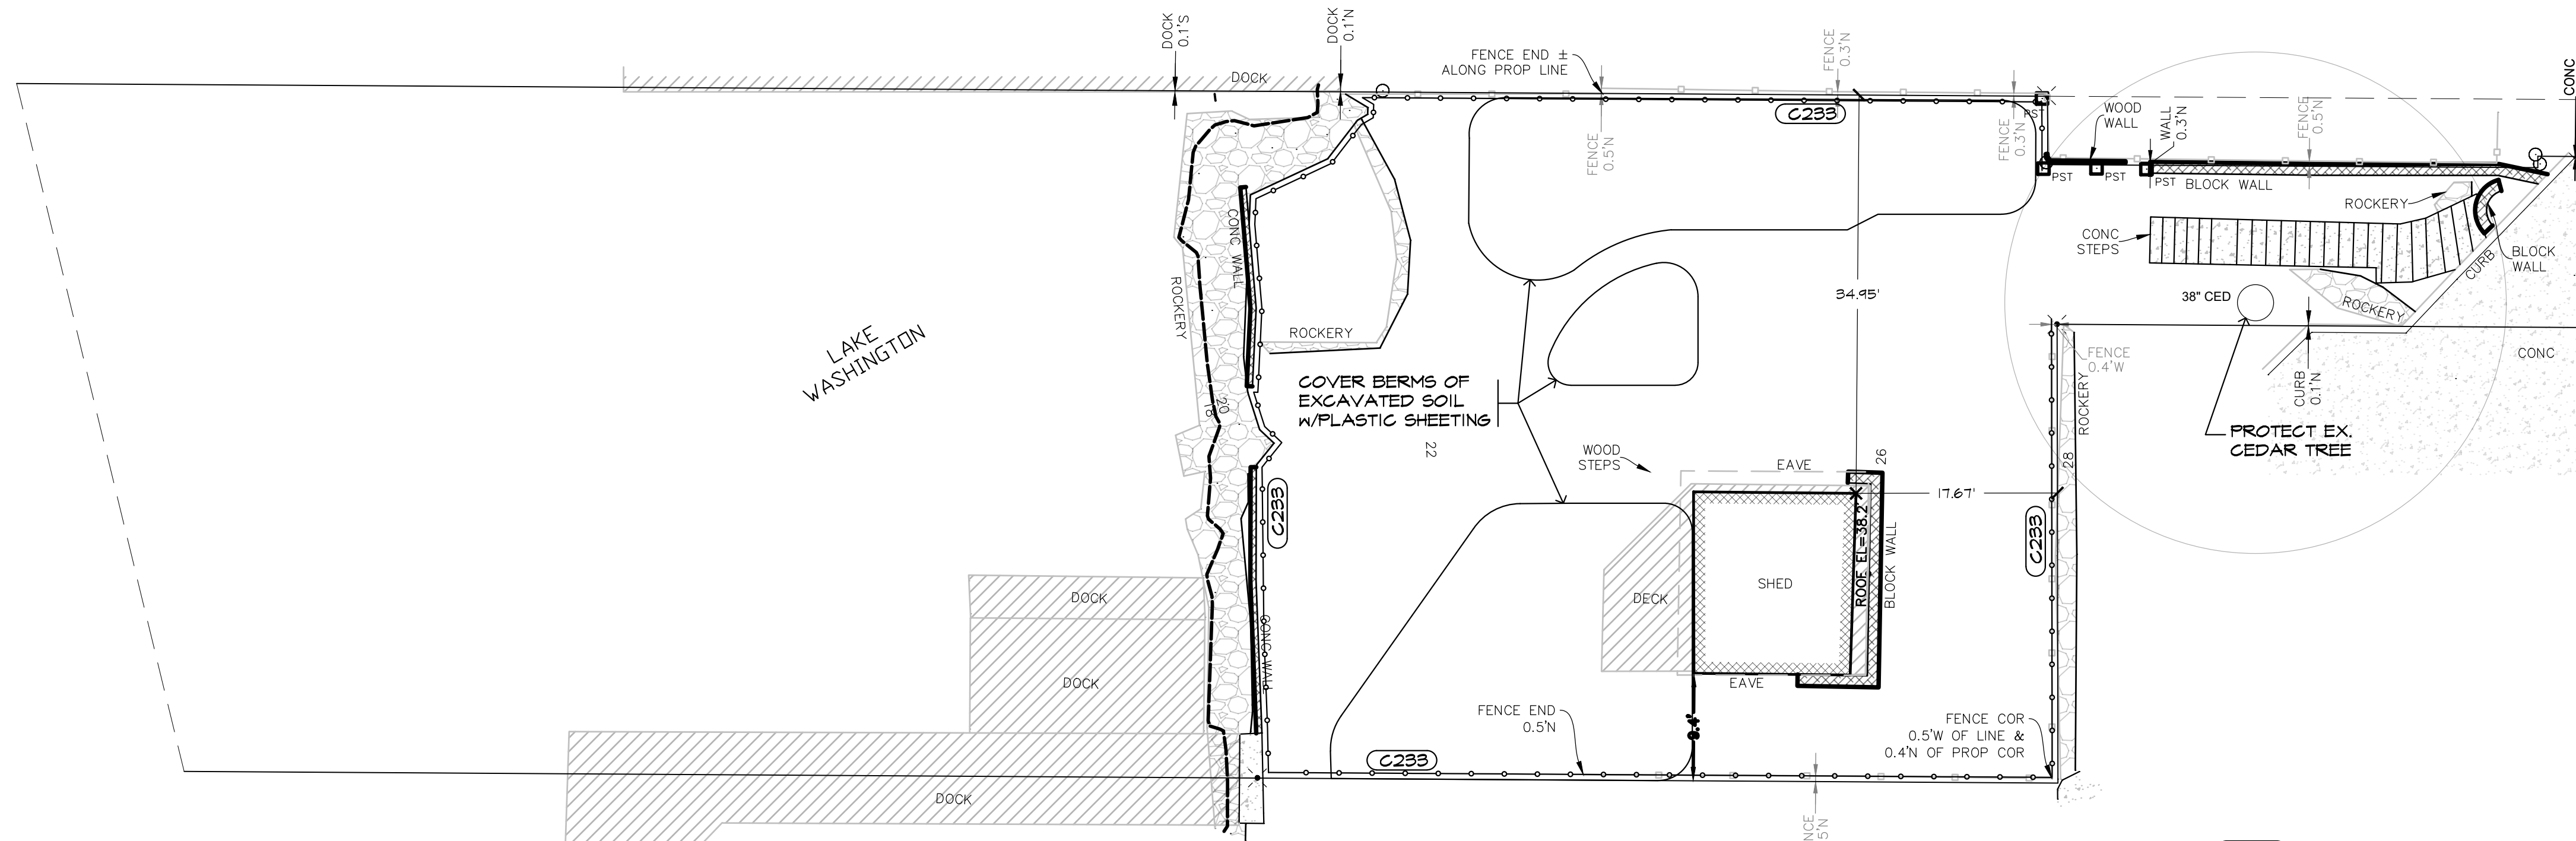 DOCK
0.1'S
DOCK
0.1'N
DOCK
FENCE END ±
ALONG PROP LINE
FENCE
0.3'N
C233
FENCE
0.5'N
FENCE
0.3'N
PST
WOOD
WALL
WALL
0.3'N
FENCE
0.5'N
CONC
PST
PST
PST
BLOCK WALL
ROCKERY
CONC
STEPS
BLOCK
WALL
CURB
ROCKERY
38" CED
CONC
CURB
0.1'N
PROTECT EX.
CEDAR TREE
FENCE
0.4'W
ROCKERY
28
CONC WALL
ROCKERY
ROCKERY
LAKE
WASHINGTON
20
18
34.95'
COVER BERMS OF
EXCAVATED SOIL
W/PLASTIC SHEETING
22
WOOD
STEPS
EAVE
26
17.67'
C233
C233
ROOF EL=38.2'
BLOCK WALL
SHED
DECK
EAVE
CONC WALL
DOCK
DOCK
DOCK
FENCE END
0.5'N
9.4'
FENCE COR
0.5'W OF LINE &
0.4'N OF PROP COR
C233